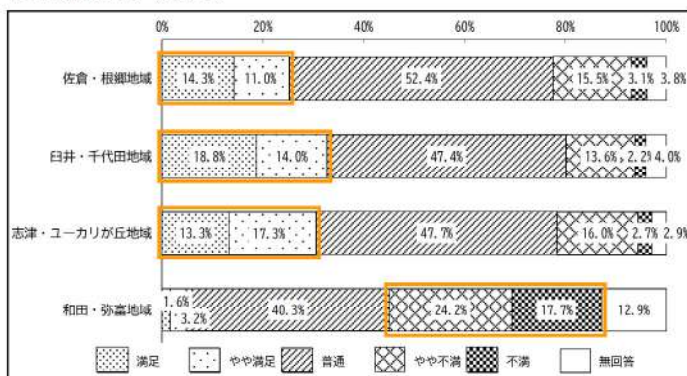 0% 20% 40% 60% 80% 100%
佐倉・根郷地域 14.3% 11.0% 52.4% 15.5% 3.1% 3.8%
臼井・千代田地域 18.8% 14.0% 47.4% 13.6% 2.2% 4.0%
志津・ユーカリが丘地域 13.3% 17.3% 47.7% 16.0% 2.7% 2.9%
和田・弥富地域 1.6% 3.2% 40.3% 24.2% 17.7% 12.9%
満足 やや満足 普通 やや不満 不満 無回答